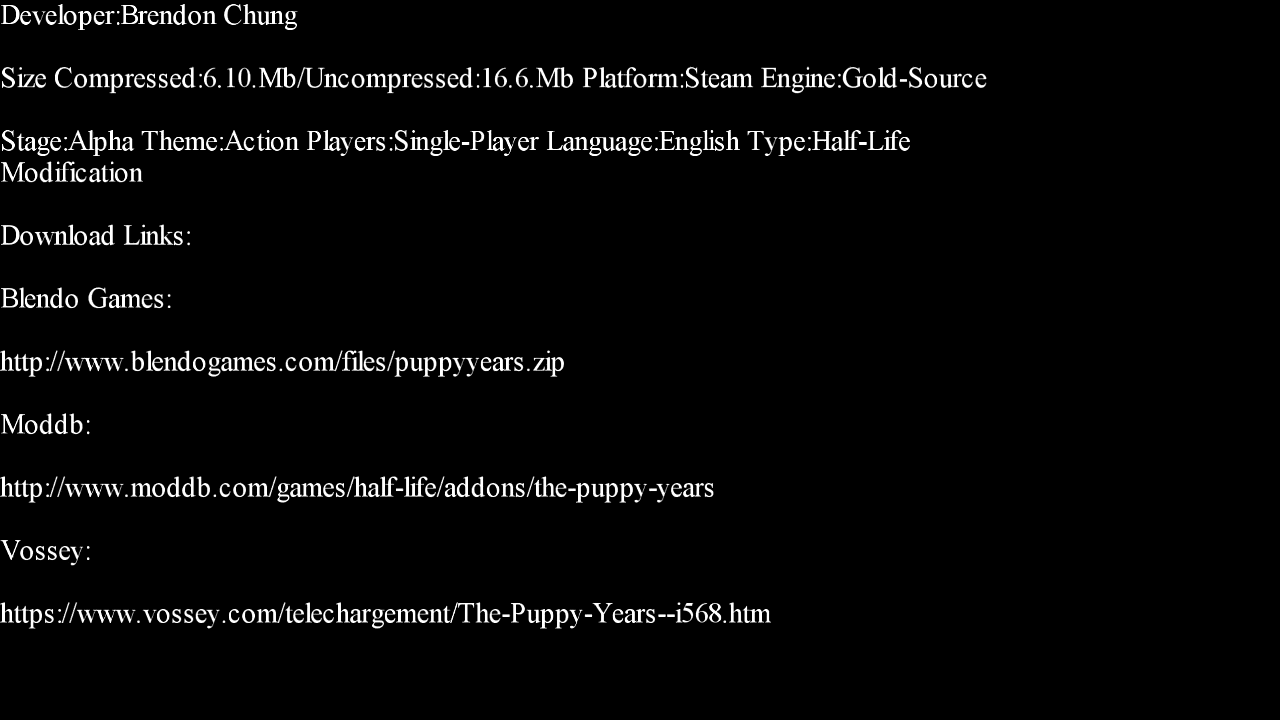 Developer:Brendon Chung
Size Compressed:6.10.Mb/Uncompressed:16.6.Mb Platform:Steam Engine:Gold-Source
Stage:Alpha Theme:Action Players:Single-Player Language:English Type:Half-Life
Modification
Download Links:
Blendo Games:
http://www.blendogames.com/files/puppyyears.zip
Moddb:
http://www.moddb.com/games/half-life/addons/the-puppy-years
Vossey:
https://www.vossey.com/telechargement/The-Puppy-Years--i568.htm